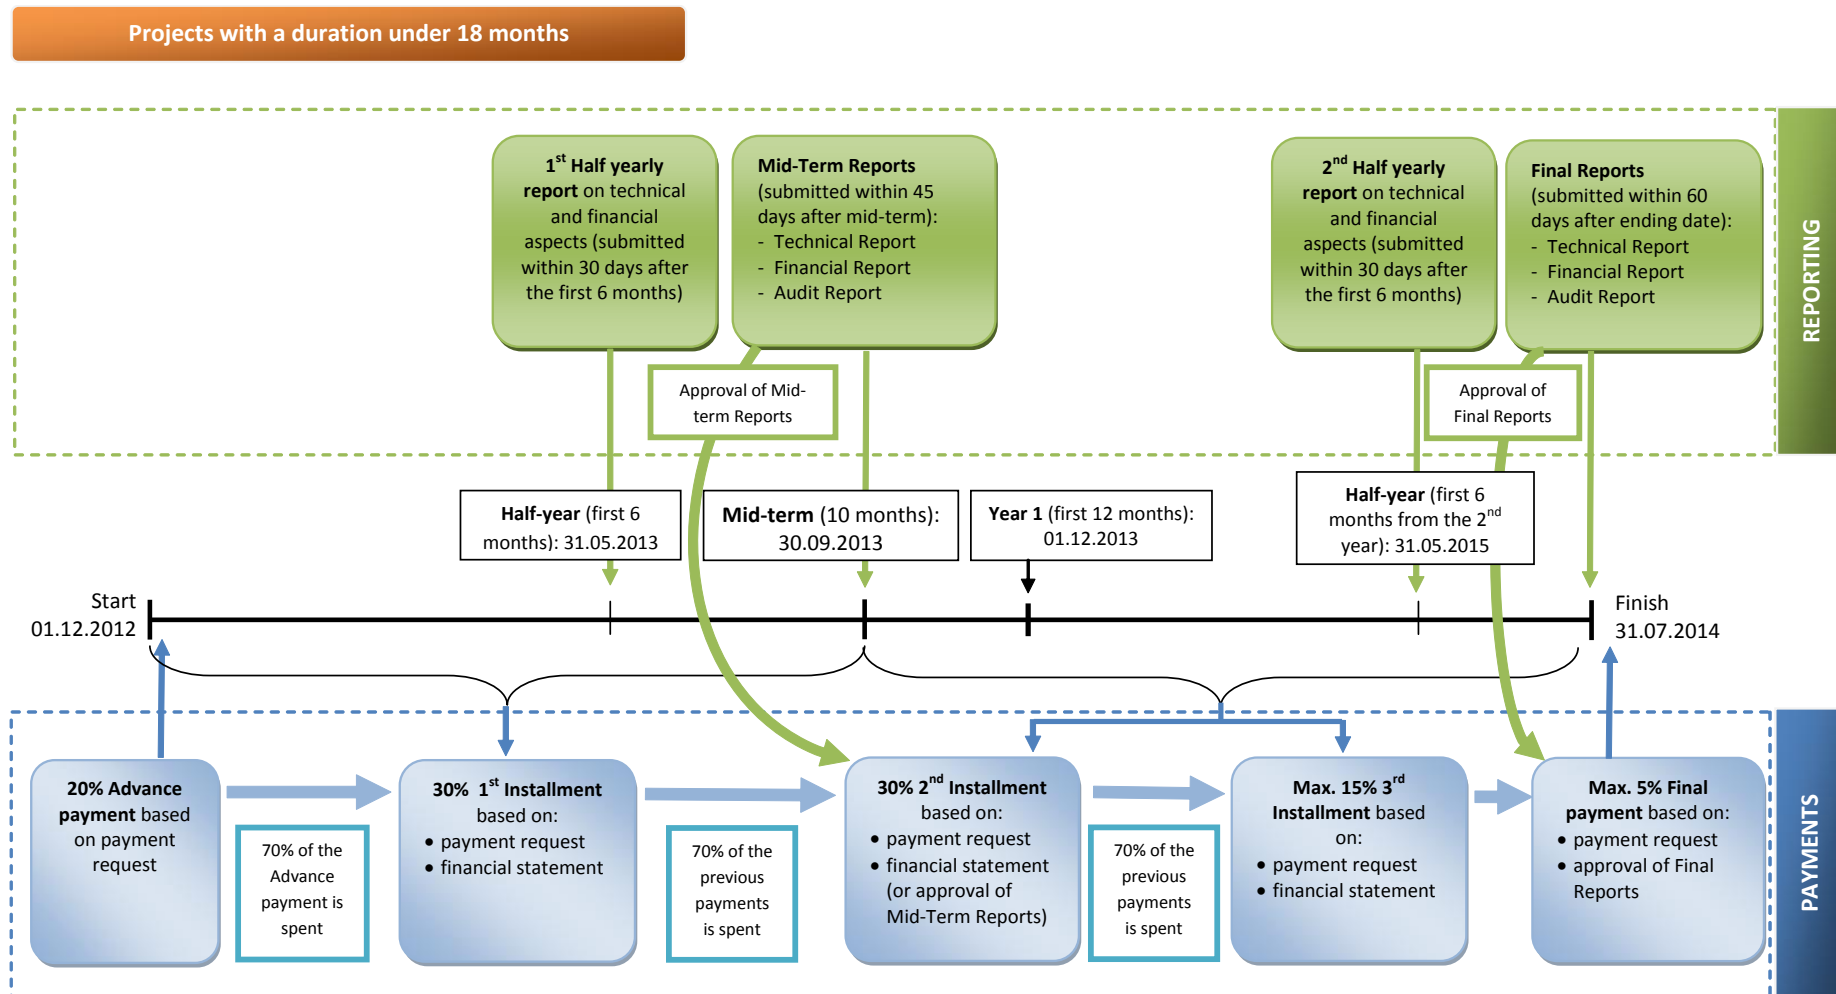 Projects with a duration under 18 months
1st Half yearly
report on technical
and financial
aspects (submitted
within 30 days after
the first 6 months)
Mid-Term Reports
(submitted within 45
days after mid-term):
- Technical Report
- Financial Report
- Audit Report
2nd Half yearly
report on technical
and financial
aspects (submitted
within 30 days after
the first 6 months)
Final Reports
(submitted within 60
days after ending date):
- Technical Report
- Financial Report
- Audit Report
REPORTING
Approval of Mid-
term Reports
Approval of
Final Reports
Half-year (first 6
months): 31.05.2013
Mid-term (10 months):
30.09.2013
Year 1 (first 12 months):
01.12.2013
Half-year (first 6
months from the 2nd
year): 31.05.2015
Start
01.12.2012
Finish
31.07.2014
20% Advance
payment based
on payment
request
70% of the
Advance
payment is
spent
30% 1st Installment
based on:
• payment request
• financial statement
70% of the
previous
payments
is spent
30% 2nd Installment
based on:
• payment request
• financial statement
(or approval of
Mid-Term Reports)
70% of the
previous
payments
is spent
Max. 15% 3rd
Installment based
on:
• payment request
• financial statement
Max. 5% Final
payment based on:
• payment request
• approval of Final
Reports
PAYMENTS